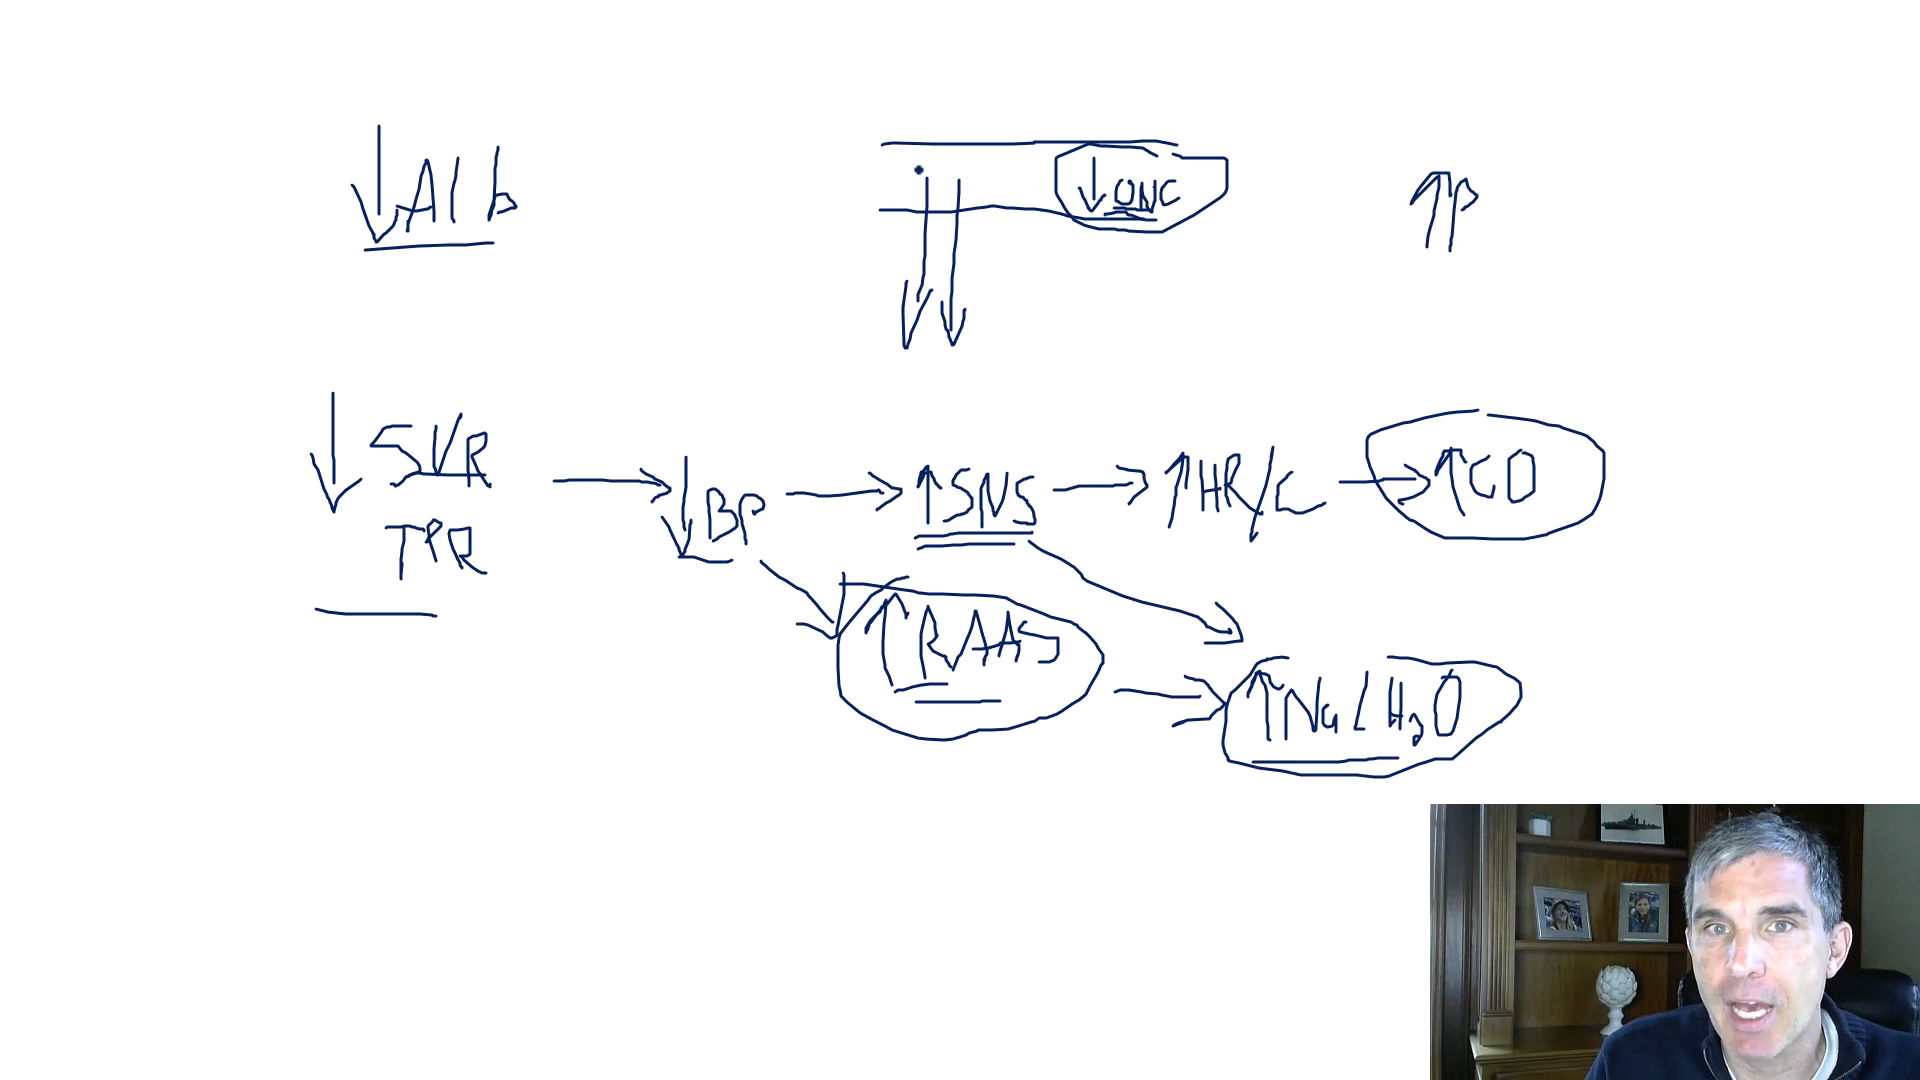 ↓Alb
↓ONC
↑P
↓SVR
TPR
↓BP
↑SNS
↑HR/C
↑CO
↑RAAS
↑Na/H2O